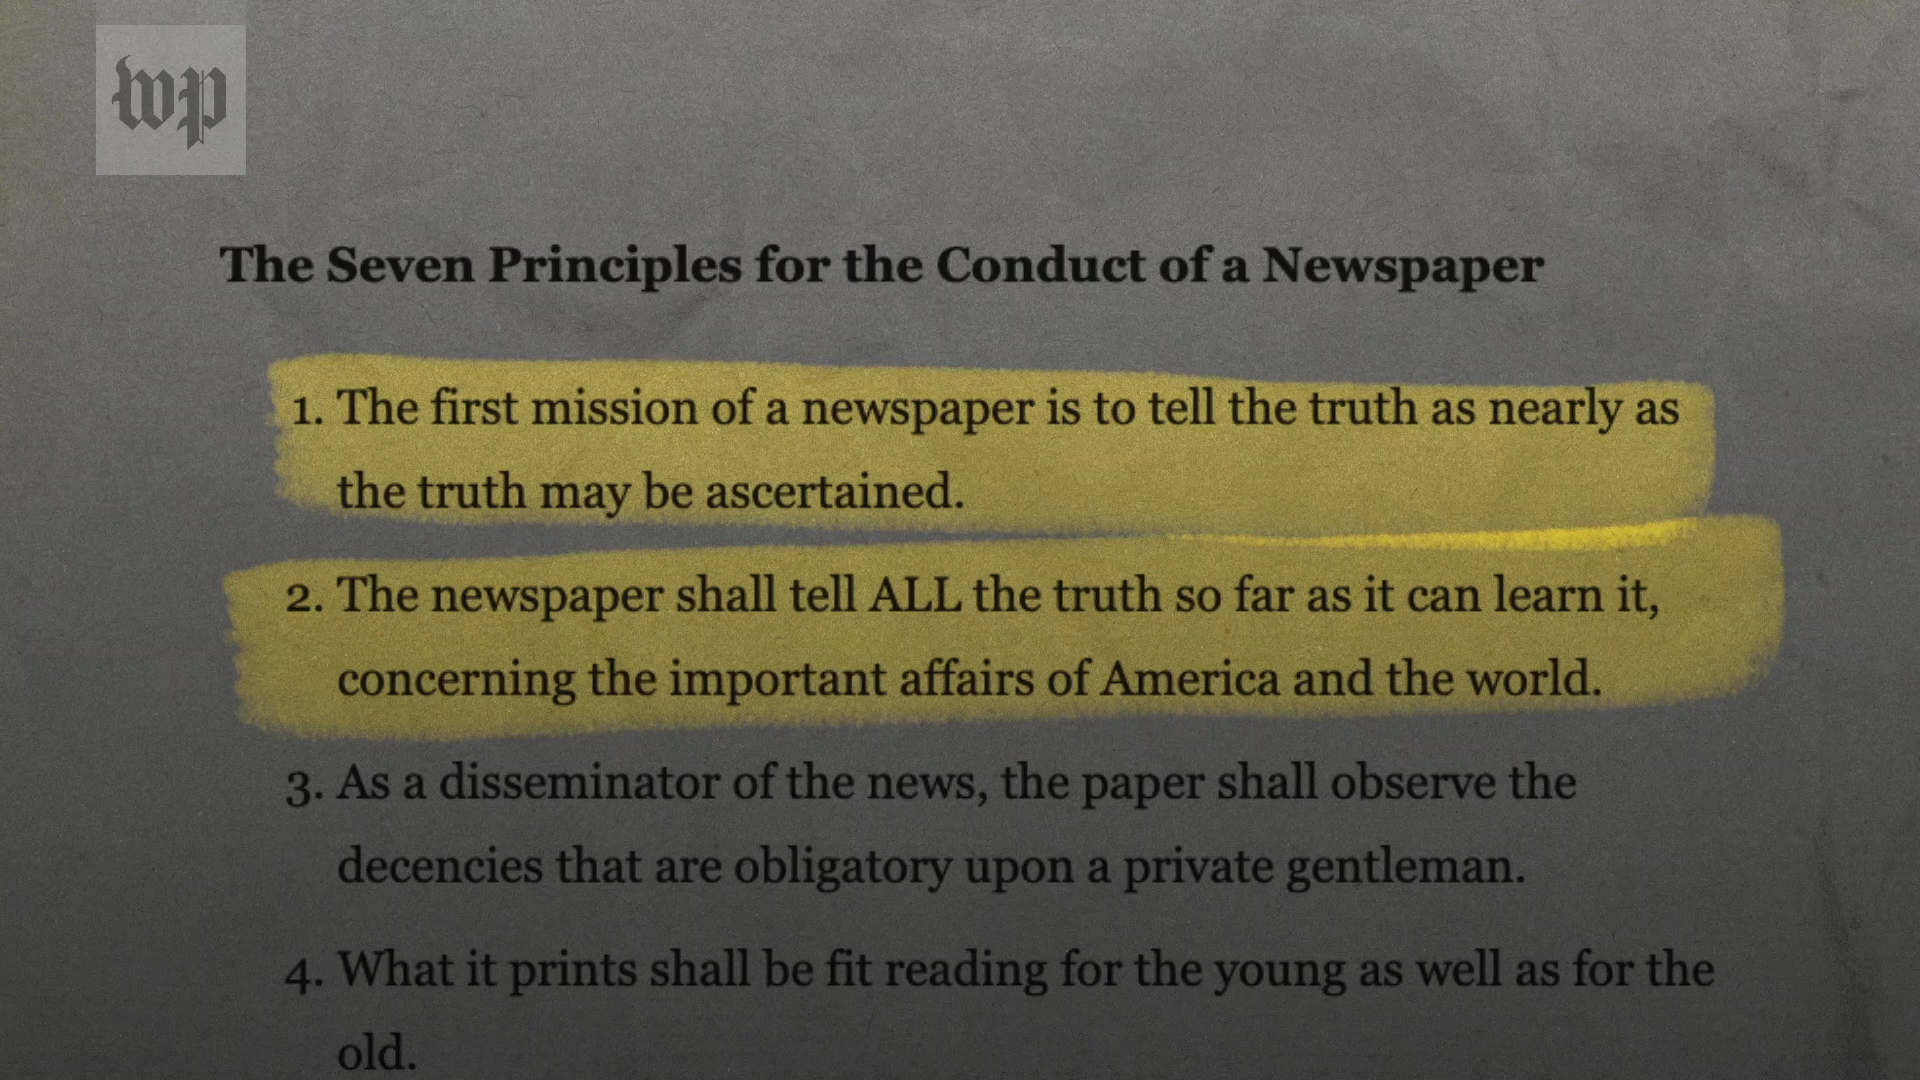 wp
The Seven Principles for the Conduct of a Newspaper
1. The first mission of a newspaper is to tell the truth as nearly as
the truth may be ascertained.
2. The newspaper shall tell ALL the truth so far as it can learn it,
concerning the important affairs of America and the world.
3. As a disseminator of the news, the paper shall observe the
decencies that are obligatory upon a private gentleman.
4. What it prints shall be fit reading for the young as well as for the
old.